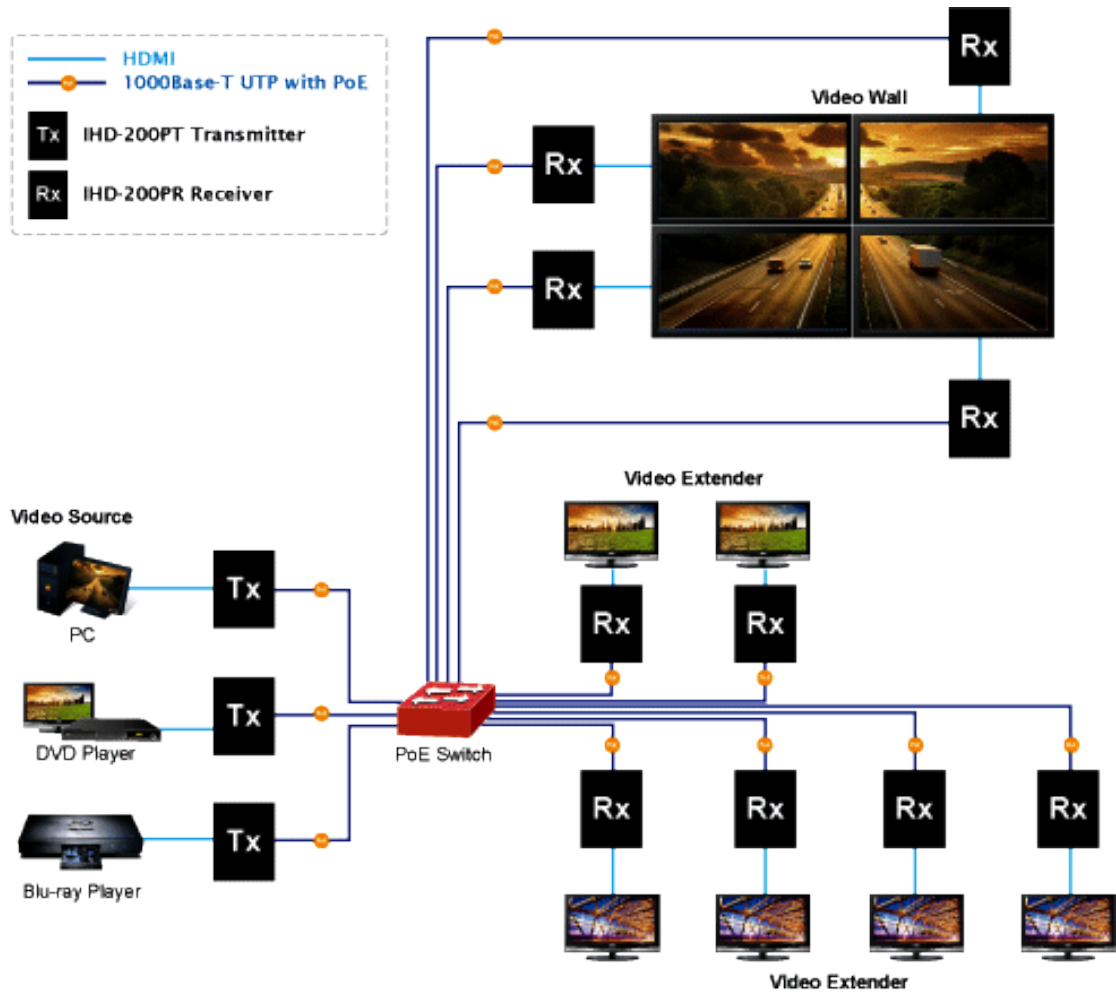 HDMI
1000Base-T UTP with PoE
Tx IHD-200PT Transmitter
Rx IHD-200PR Receiver
Rx
Video Wall
Rx
Rx
Rx
Video Extender
Video Source
Tx
PC
Rx
Rx
Tx
DVD Player
PoE Switch
Tx
Blu-ray Player
Rx
Rx
Rx
Rx
Video Extender